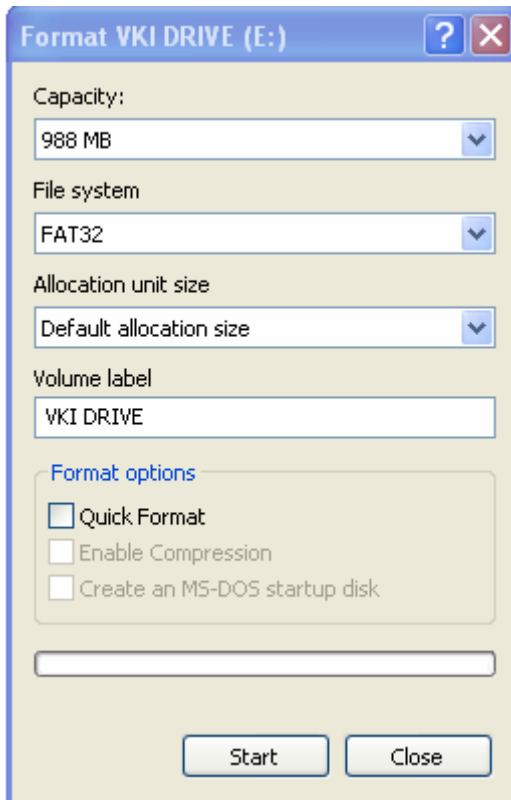 Format VKI DRIVE (E:)
?
Capacity:
988 MB
File system
FAT32
Allocation unit size
Default allocation size
Volume label
VKI DRIVE
Format options
Quick Format
Enable Compression
Create an MS-DOS startup disk
Start Close